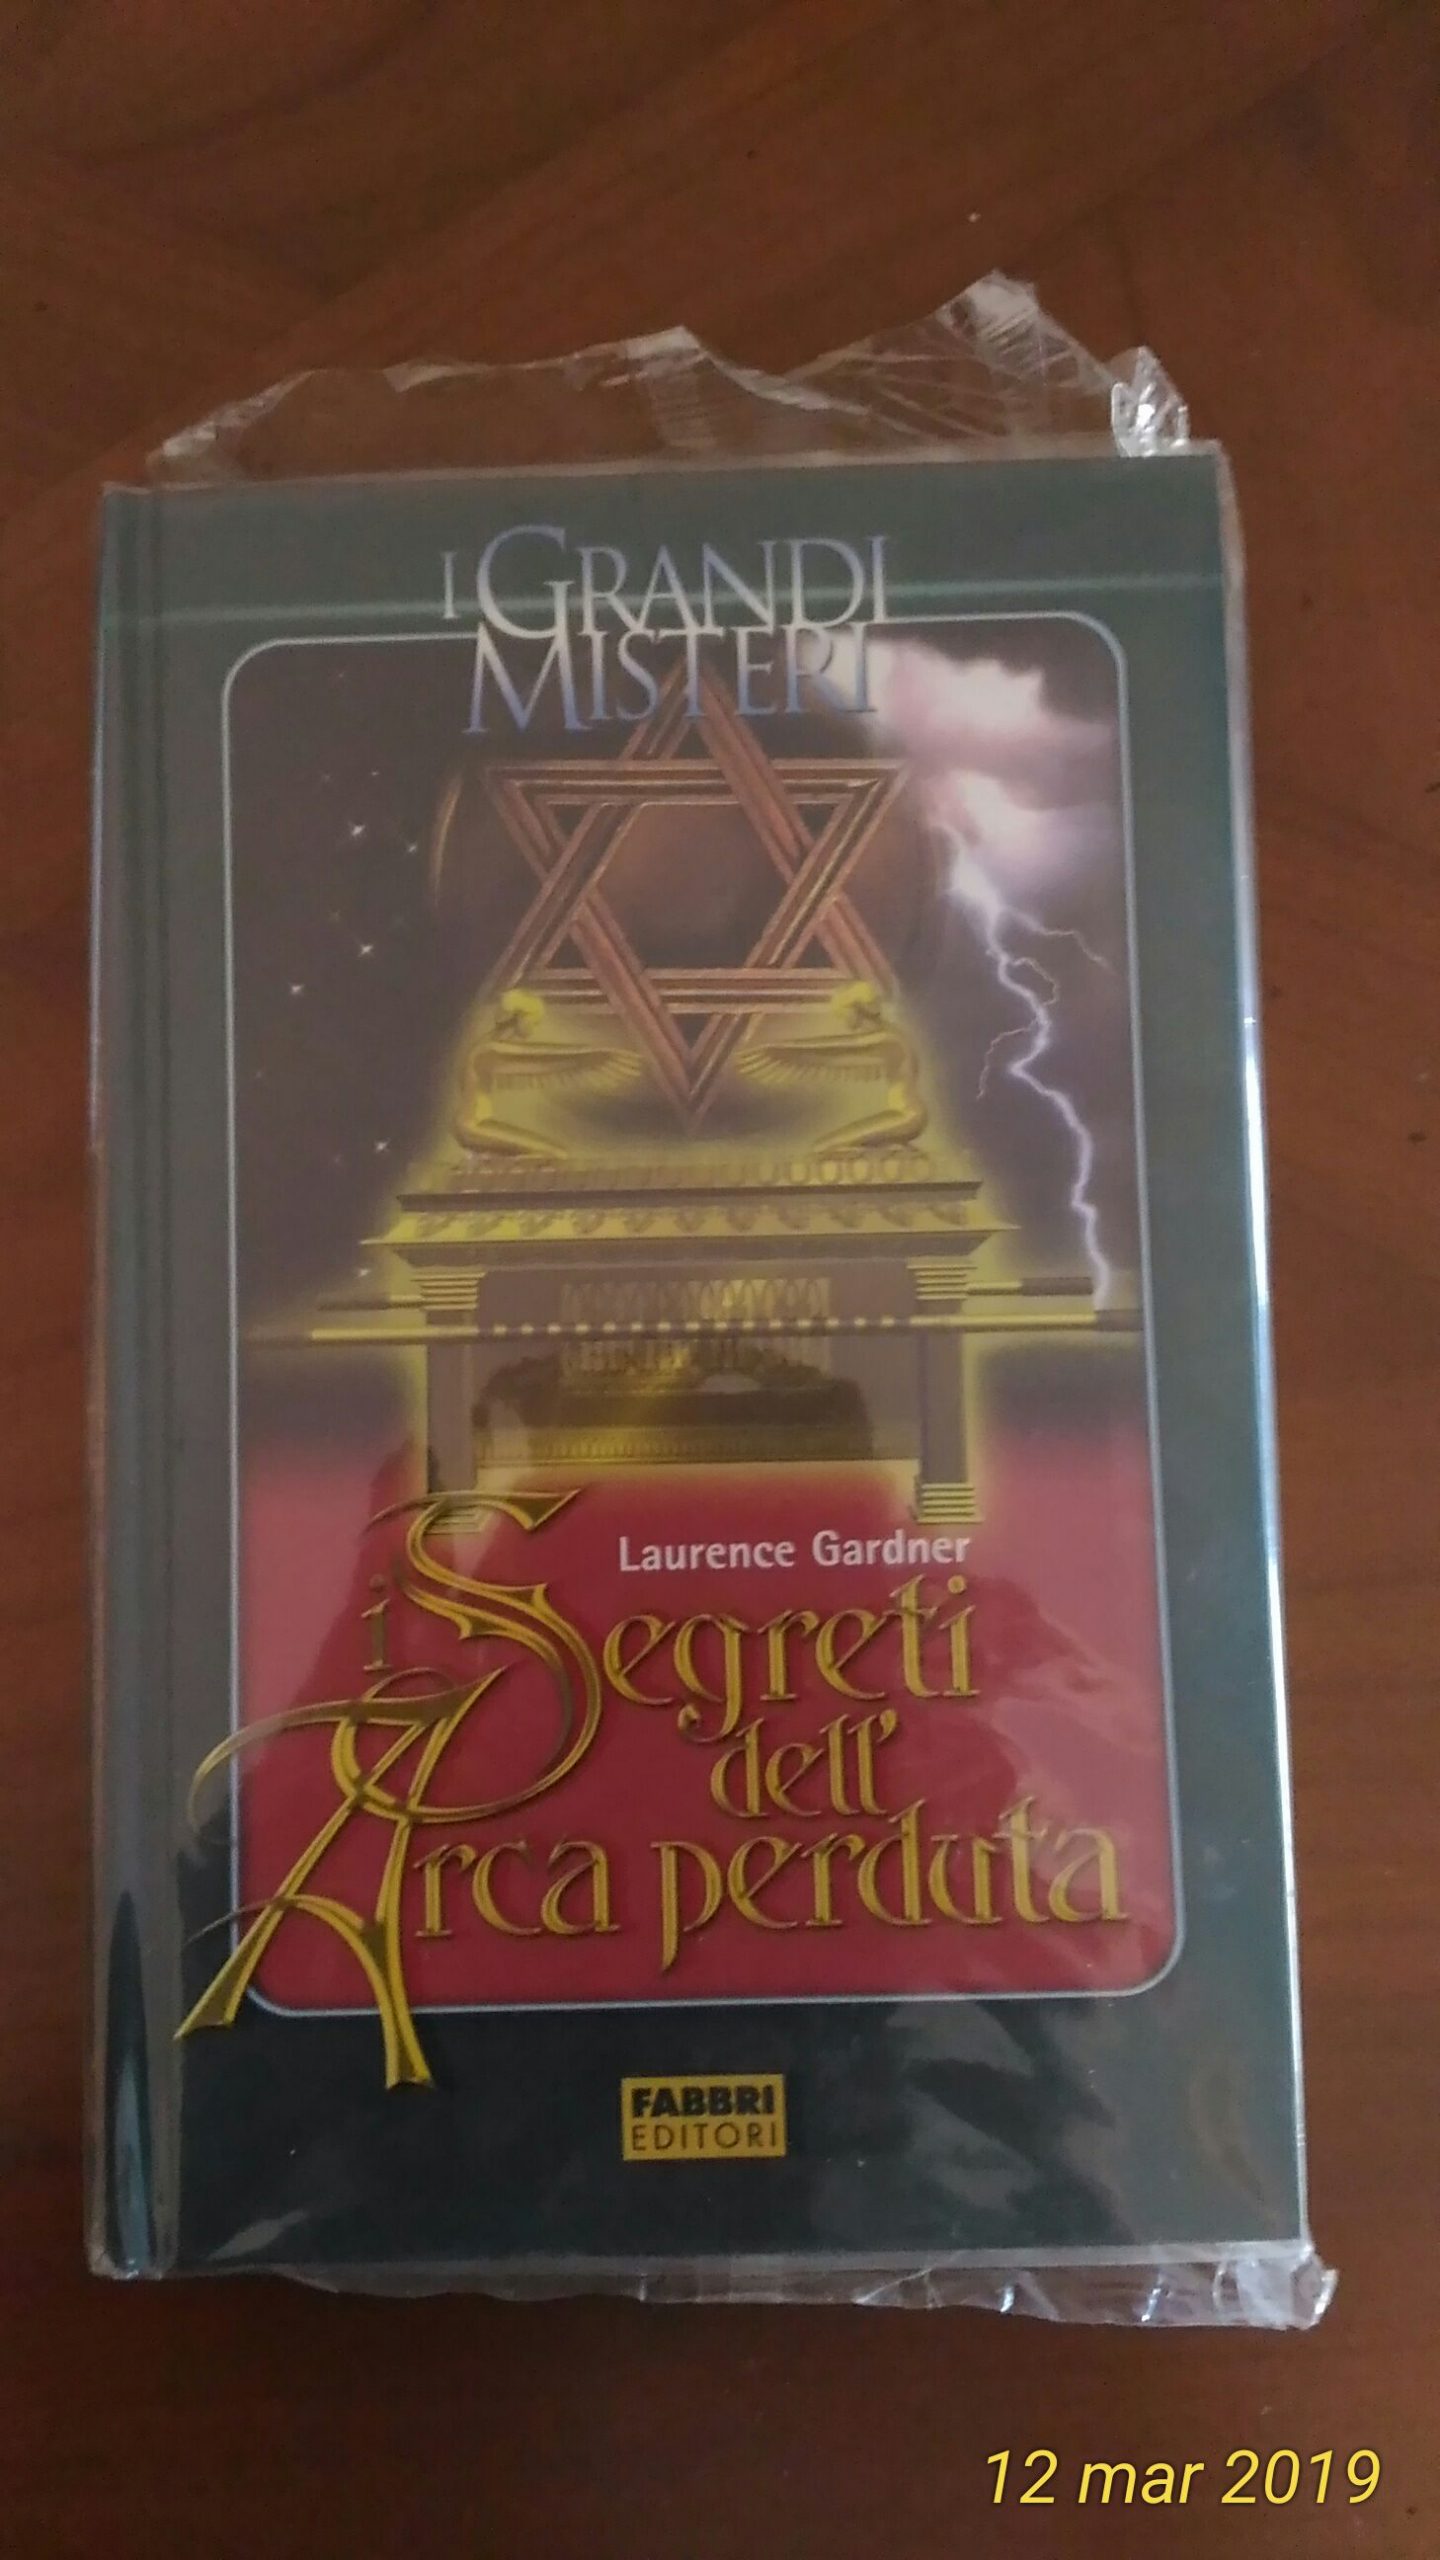 I GRANDI
MISTERI
Laurence Gardner
i Segreti
dell'
Arca perduta
FABBRI
EDITORI
12 mar 2019